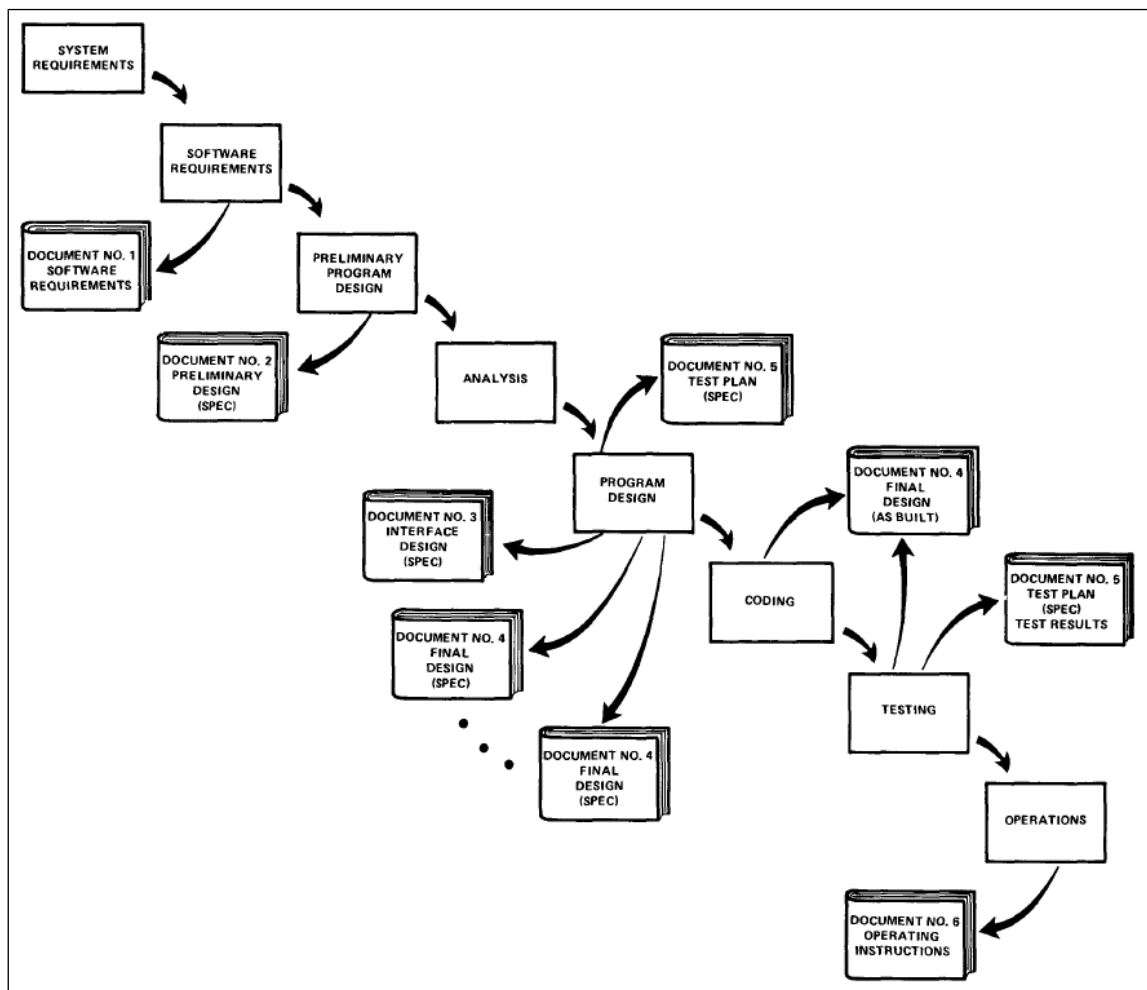 SYSTEM
REQUIREMENTS
SOFTWARE
REQUIREMENTS
DOCUMENT NO. 1
SOFTWARE
REQUIREMENTS
PRELIMINARY
PROGRAM
DESIGN
DOCUMENT NO. 2
PRELIMINARY
DESIGN
(SPEC)
ANALYSIS
DOCUMENT NO. 5
TEST PLAN
(SPEC)
PROGRAM
DESIGN
DOCUMENT NO. 3
INTERFACE
DESIGN
(SPEC)
DOCUMENT NO. 4
FINAL
DESIGN
(SPEC)
DOCUMENT NO. 4
FINAL
DESIGN
(SPEC)
CODING
DOCUMENT NO. 4
FINAL
DESIGN
(AS BUILT)
DOCUMENT NO. 5
TEST PLAN
(SPEC)
TEST RESULTS
TESTING
OPERATIONS
DOCUMENT NO. 6
OPERATING
INSTRUCTIONS